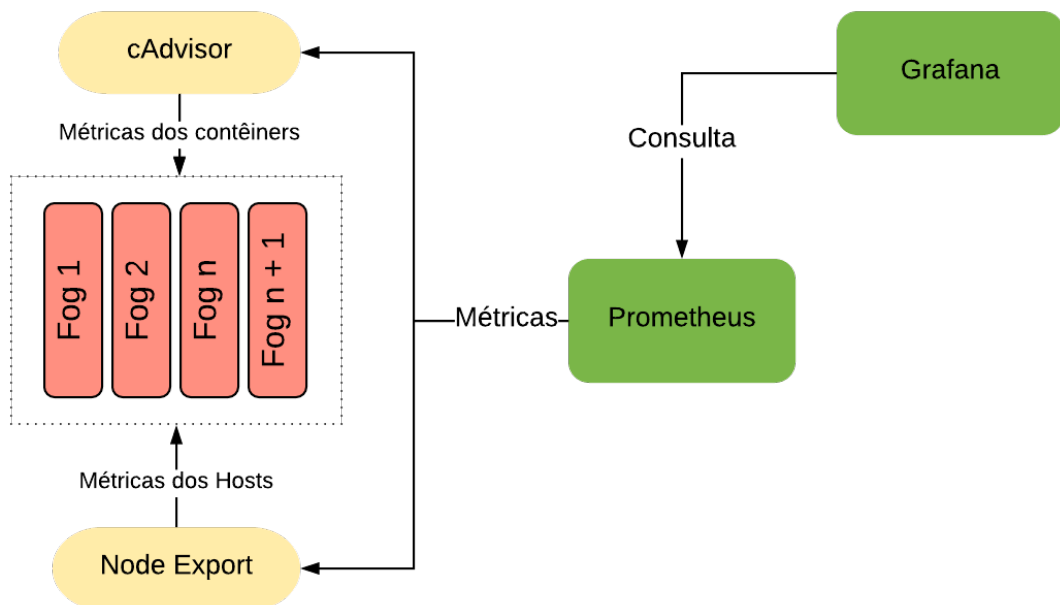 cAdvisor
Grafana
Métricas dos contêiners
Consulta
Fog 1
Fog 2
Fog n
Fog n + 1
Métricas
Prometheus
Métricas dos Hosts
Node Export